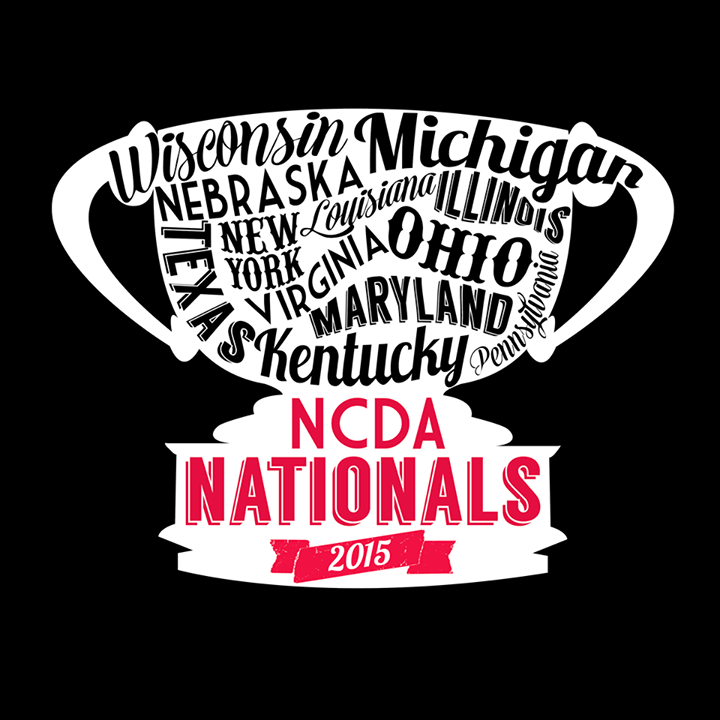 Wisconsin
Michigan
NEBRASKA
Louisiana
ILLINOIS
TEXAS
NEW
YORK
VIRGINIA
OHIO
MARYLAND
Kentucky
Pennsylvania
NCDA
NATIONALS
2015